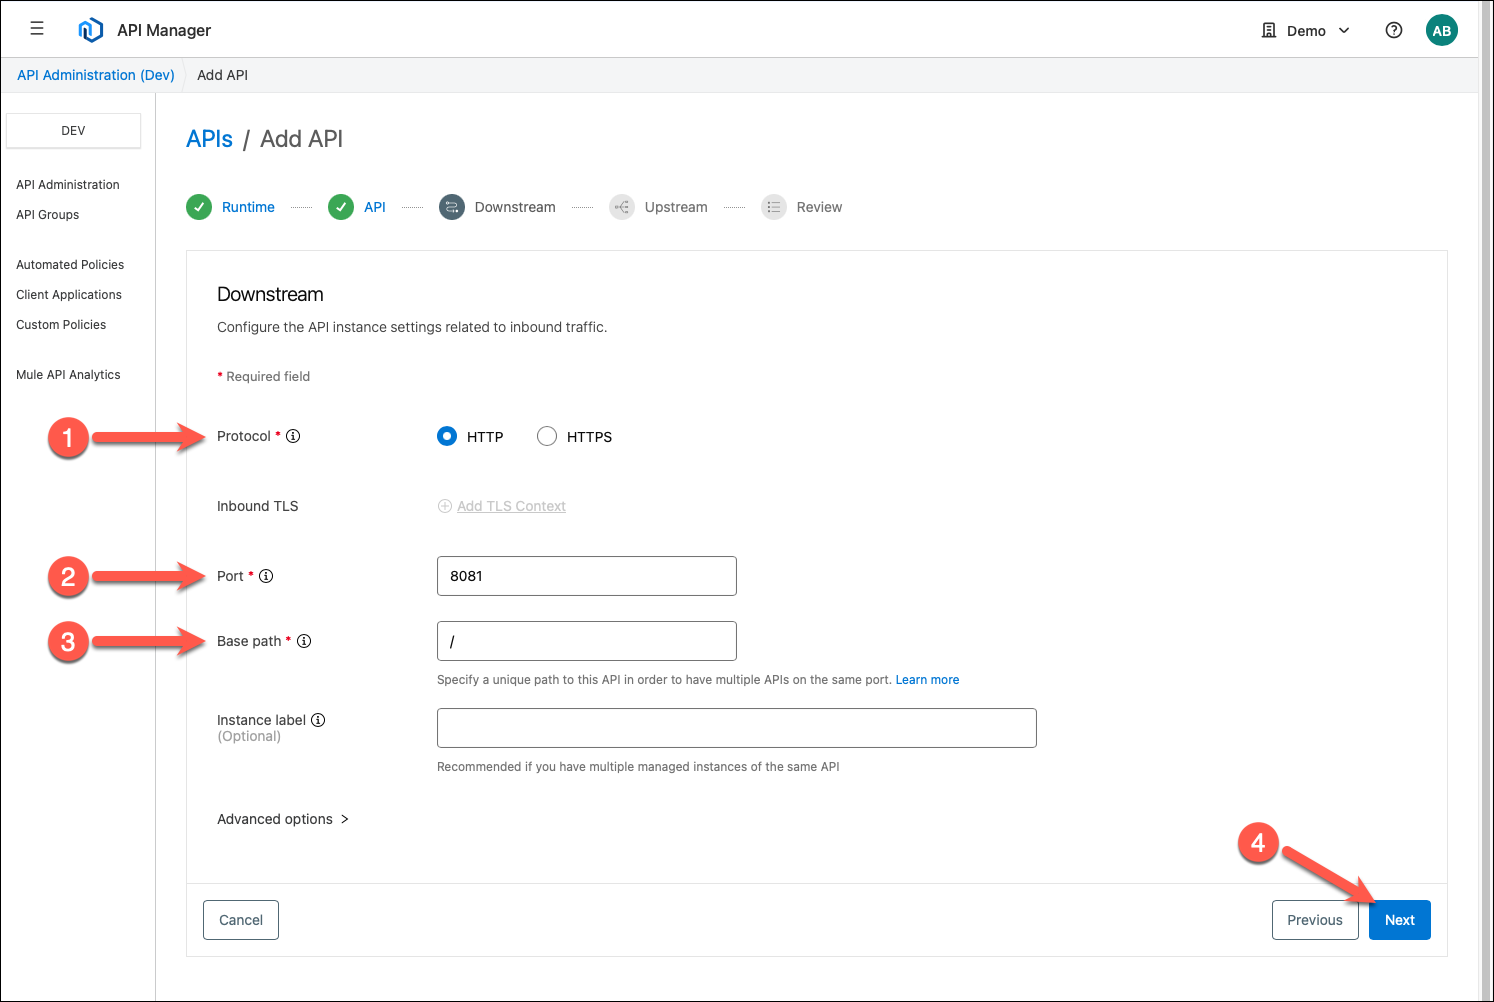 API Manager
Demo
AB
API Administration (Dev)
Add API
DEV
API Administration
API Groups
Automated Policies
Client Applications
Custom Policies
Mule API Analytics
APIs / Add API
Runtime
API
Downstream
Upstream
Review
Downstream
Configure the API instance settings related to inbound traffic.
* Required field
1
Protocol *
HTTP
HTTPS
Inbound TLS
Add TLS Context
2
Port *
8081
3
Base path *
/
Specify a unique path to this API in order to have multiple APIs on the same port. Learn more
Instance label
(Optional)
Recommended if you have multiple managed instances of the same API
Advanced options >
4
Cancel
Previous
Next